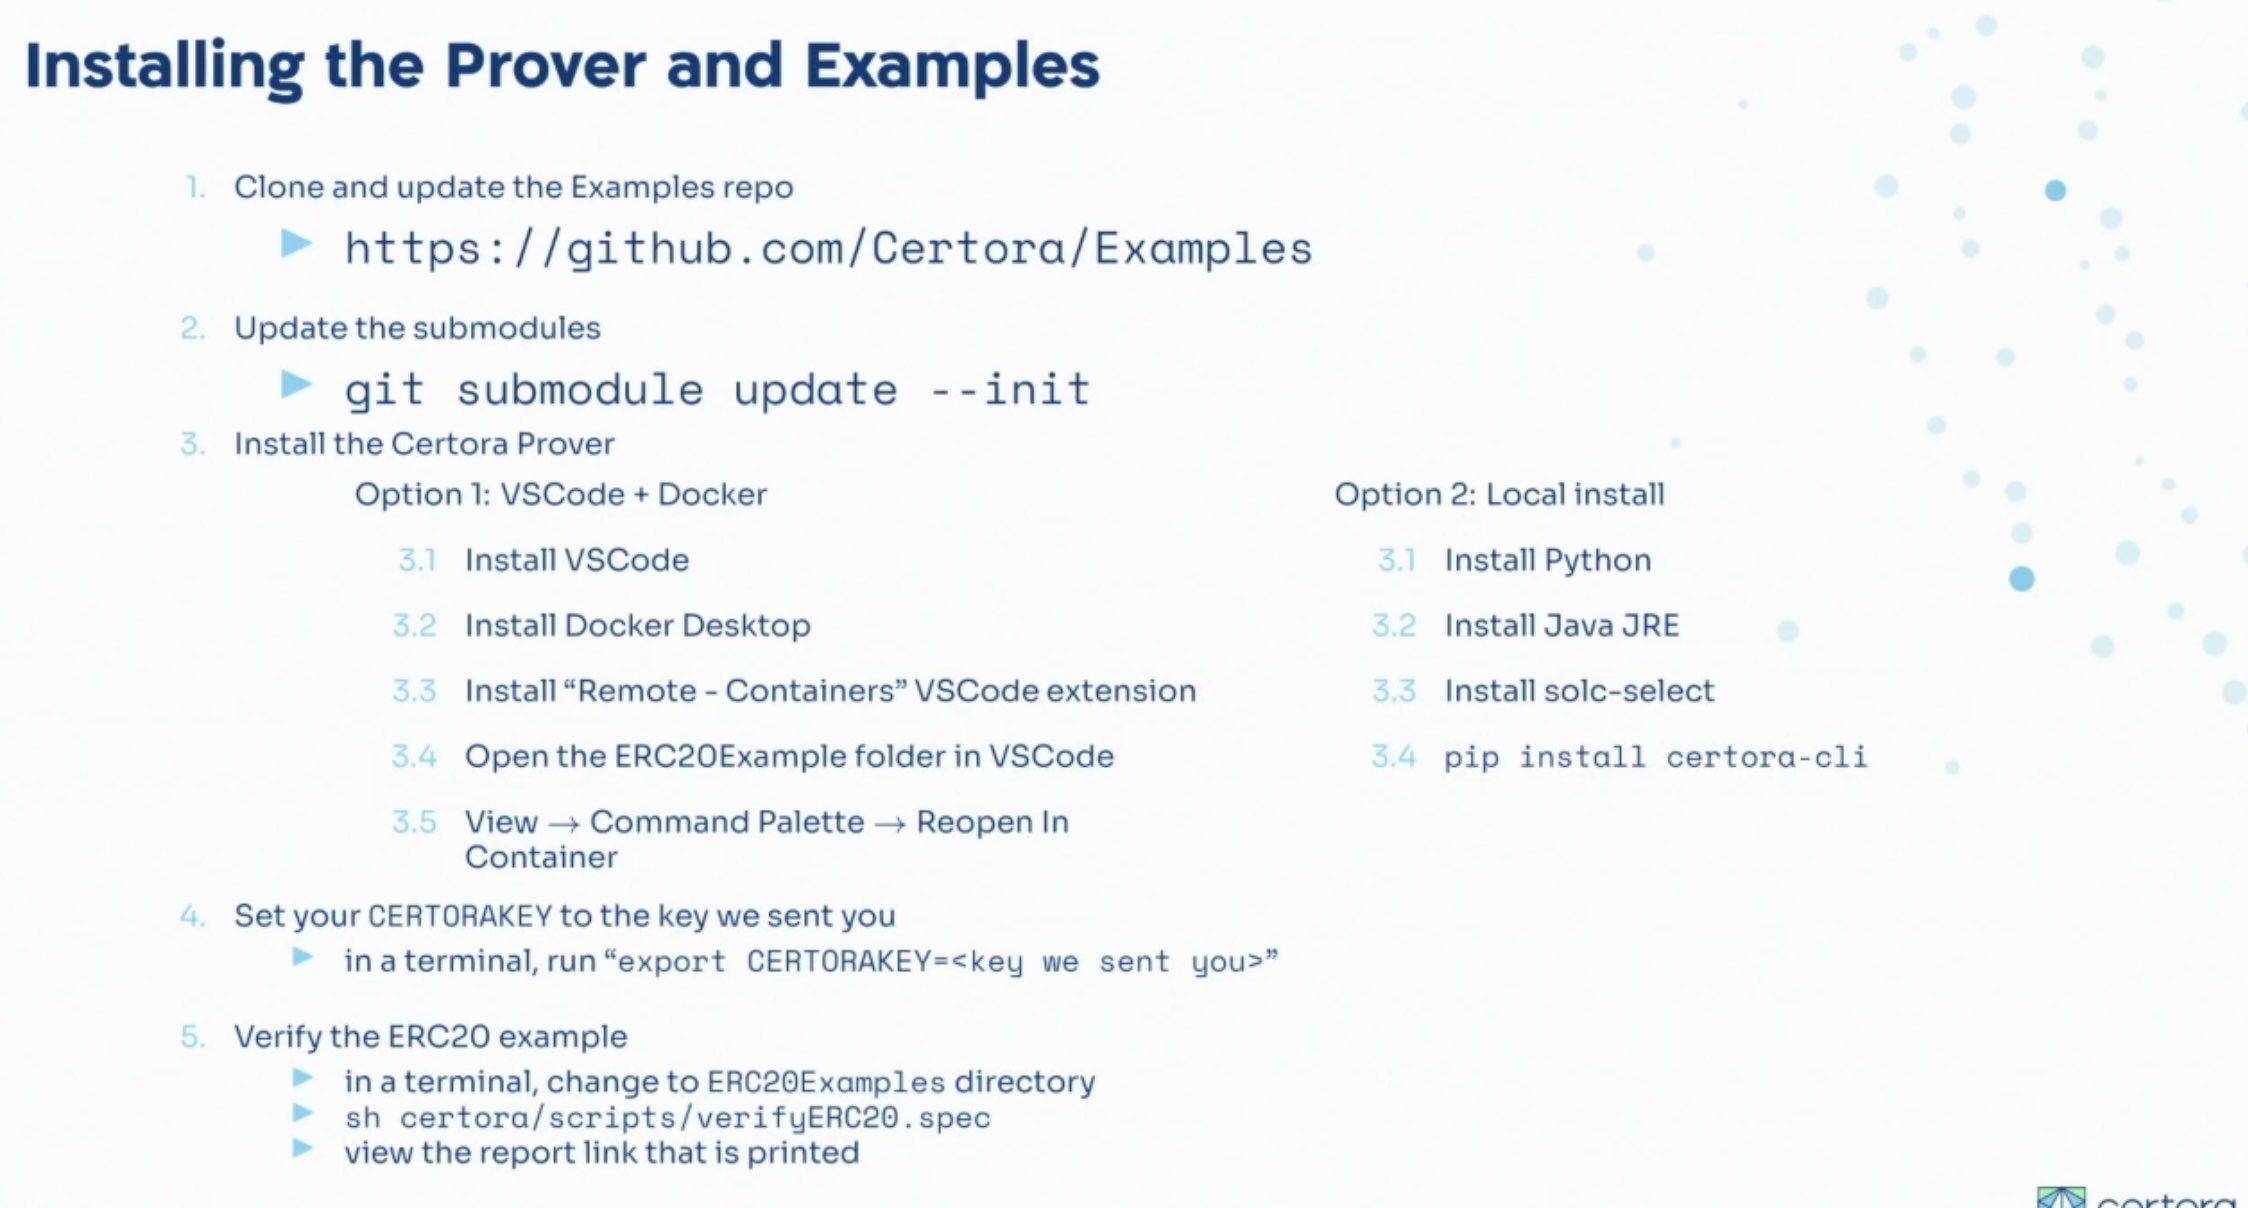 Installing the Prover and Examples
1. Clone and update the Examples repo
https://github.com/Certora/Examples
2. Update the submodules
git submodule update --init
3. Install the Certora Prover
Option 1: VSCode + Docker
3.1 Install VSCode
3.2 Install Docker Desktop
3.3 Install “Remote - Containers” VSCode extension
3.4 Open the ERC20Example folder in VSCode
3.5 View → Command Palette → Reopen In
Container
Option 2: Local install
3.1 Install Python
3.2 Install Java JRE
3.3 Install solc-select
3.4 pip install certora-cli
4. Set your CERTORAKEY to the key we sent you
in a terminal, run “export CERTORAKEY=<key we sent you>”
5. Verify the ERC20 example
in a terminal, change to ERC20Examples directory
sh certora/scripts/verifyERC20.spec
view the report link that is printed
certora